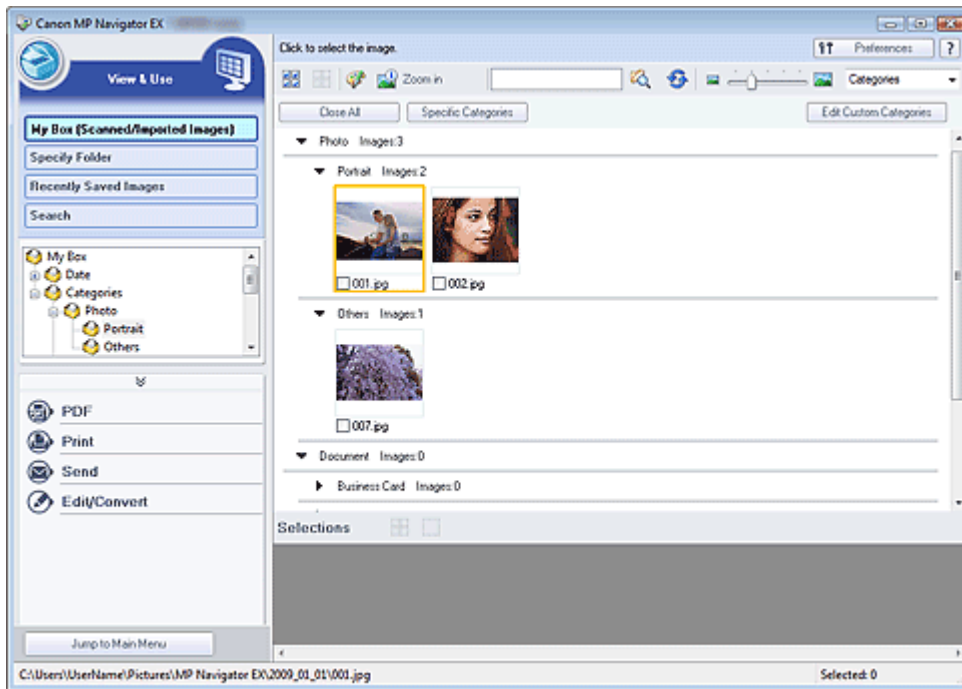 Canon MP Navigator EX
View & Use
My Box (Scanned/Imported Images)
Specify Folder
Recently Saved Images
Search
My Box
Date
Categories
Photo
Portrait
Others
PDF
Print
Send
Edit/Convert
Jump to Main Menu
Click to select the image.
Preferences
?
Zoom in
Categories
Close All
Specific Categories
Edit Custom Categories
Photo Images:3
Portrait Images:2
001.jpg
002.jpg
Others Images:1
007.jpg
Document Images:0
Business Card Images:0
Selections
C:\Users\UserName\Pictures\MP Navigator EX\2009_01_01\001.jpg
Selected: 0